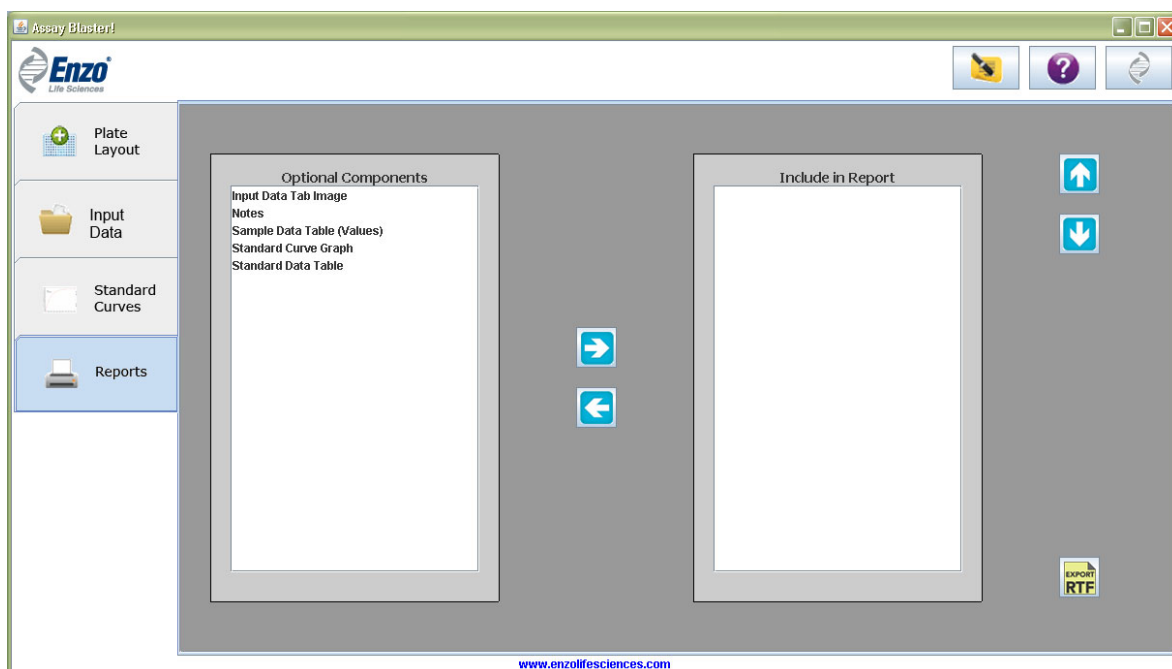 Assay Blaster!
Enzo
Life Sciences
?
Plate
Layout
Input
Data
Standard
Curves
Reports
Optional Components
Input Data Tab Image
Notes
Sample Data Table (Values)
Standard Curve Graph
Standard Data Table
Include in Report
EXPORT
RTF
www.enzolifesciences.com